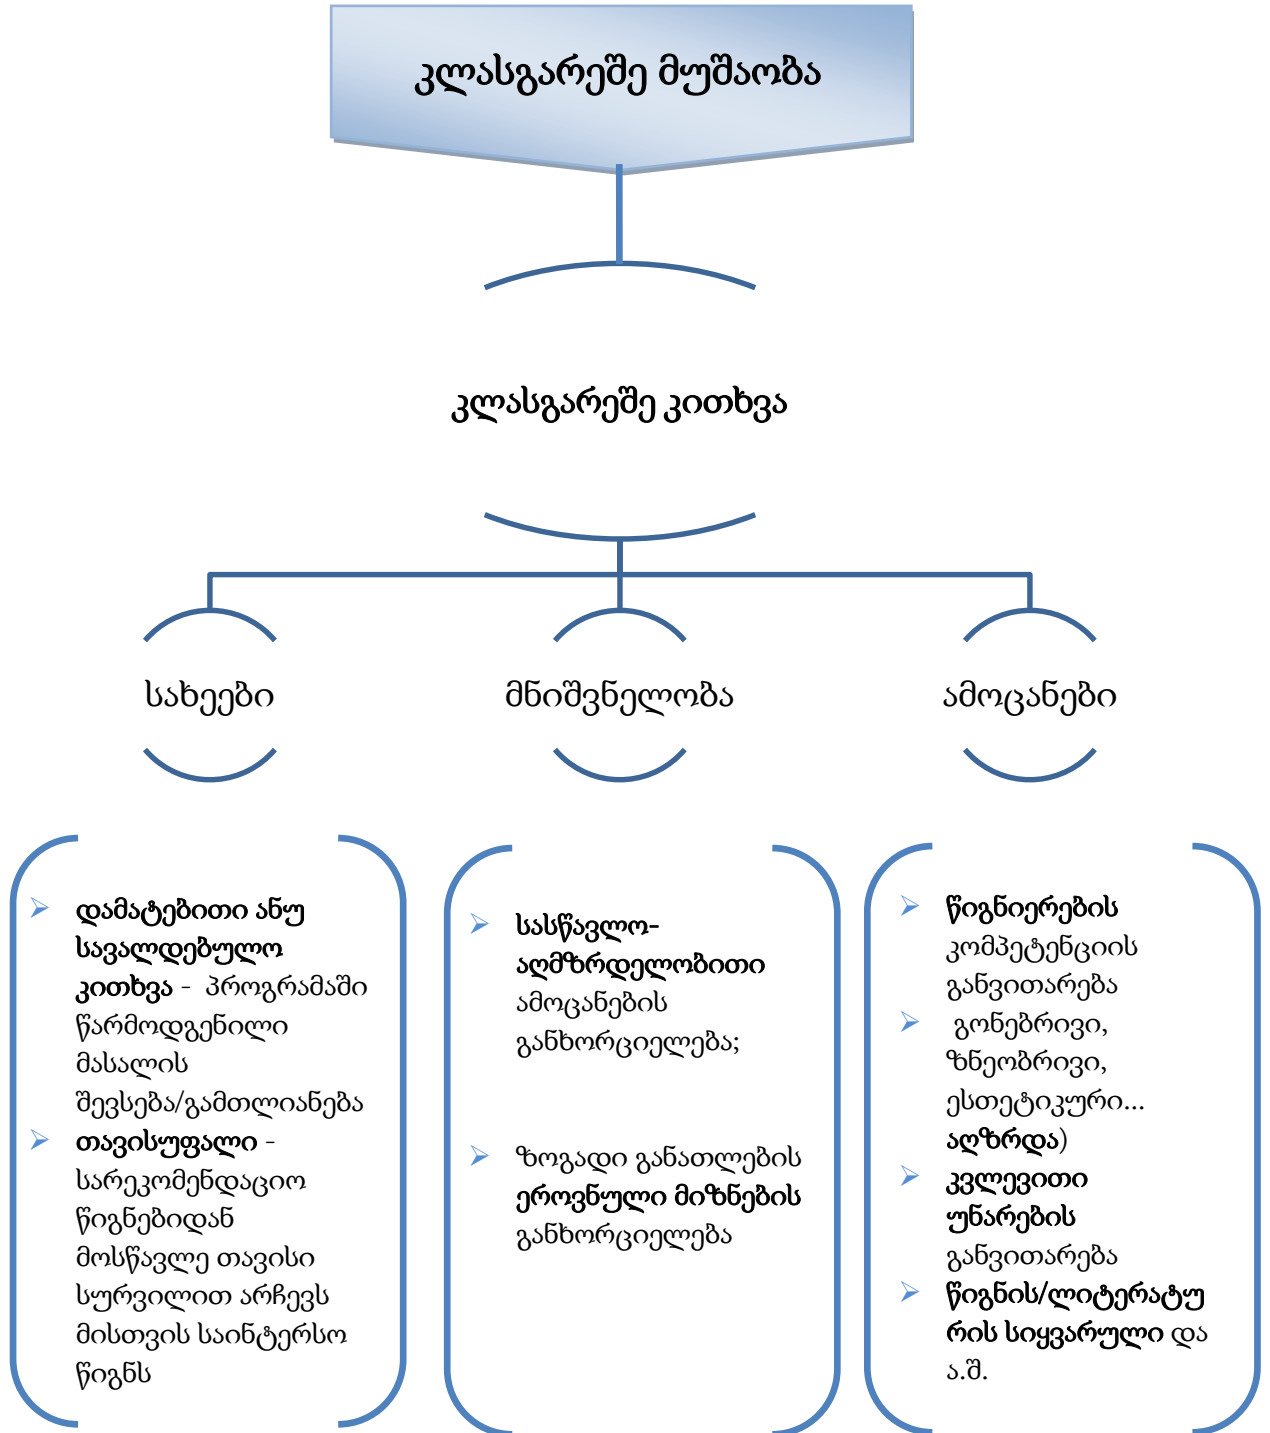 კლასგარეშე მუშაობა
კლასგარეშე კითხვა
სახეები
მნიშვნელობა
ამოცანები
დამატებითი ანუ
სავალდებულო
კითხვა - პროგრამაში
წარმოდგენილი
მასალის
შევსება/გამთლიანება
თავისუფალი -
სარეკომენდაციო
წიგნებიდან
მოსწავლე თავისი
სურვილით არჩევს
მისთვის საინტერსო
წიგნს
სასწავლო-
აღმზრდელობითი
ამოცანების
განხორციელება;
ზოგადი განათლების
ეროვნული მიზნების
განხორციელება
წიგნიერების
კომპეტენციის
განვითარება
გონებრივი,
ზნეობრივი,
ესთეტიკური...
აღზრდა)
კვლევითი
უნარების
განვითარება
წიგნის/ლიტერატუ
რის სიყვარული და
ა.შ.